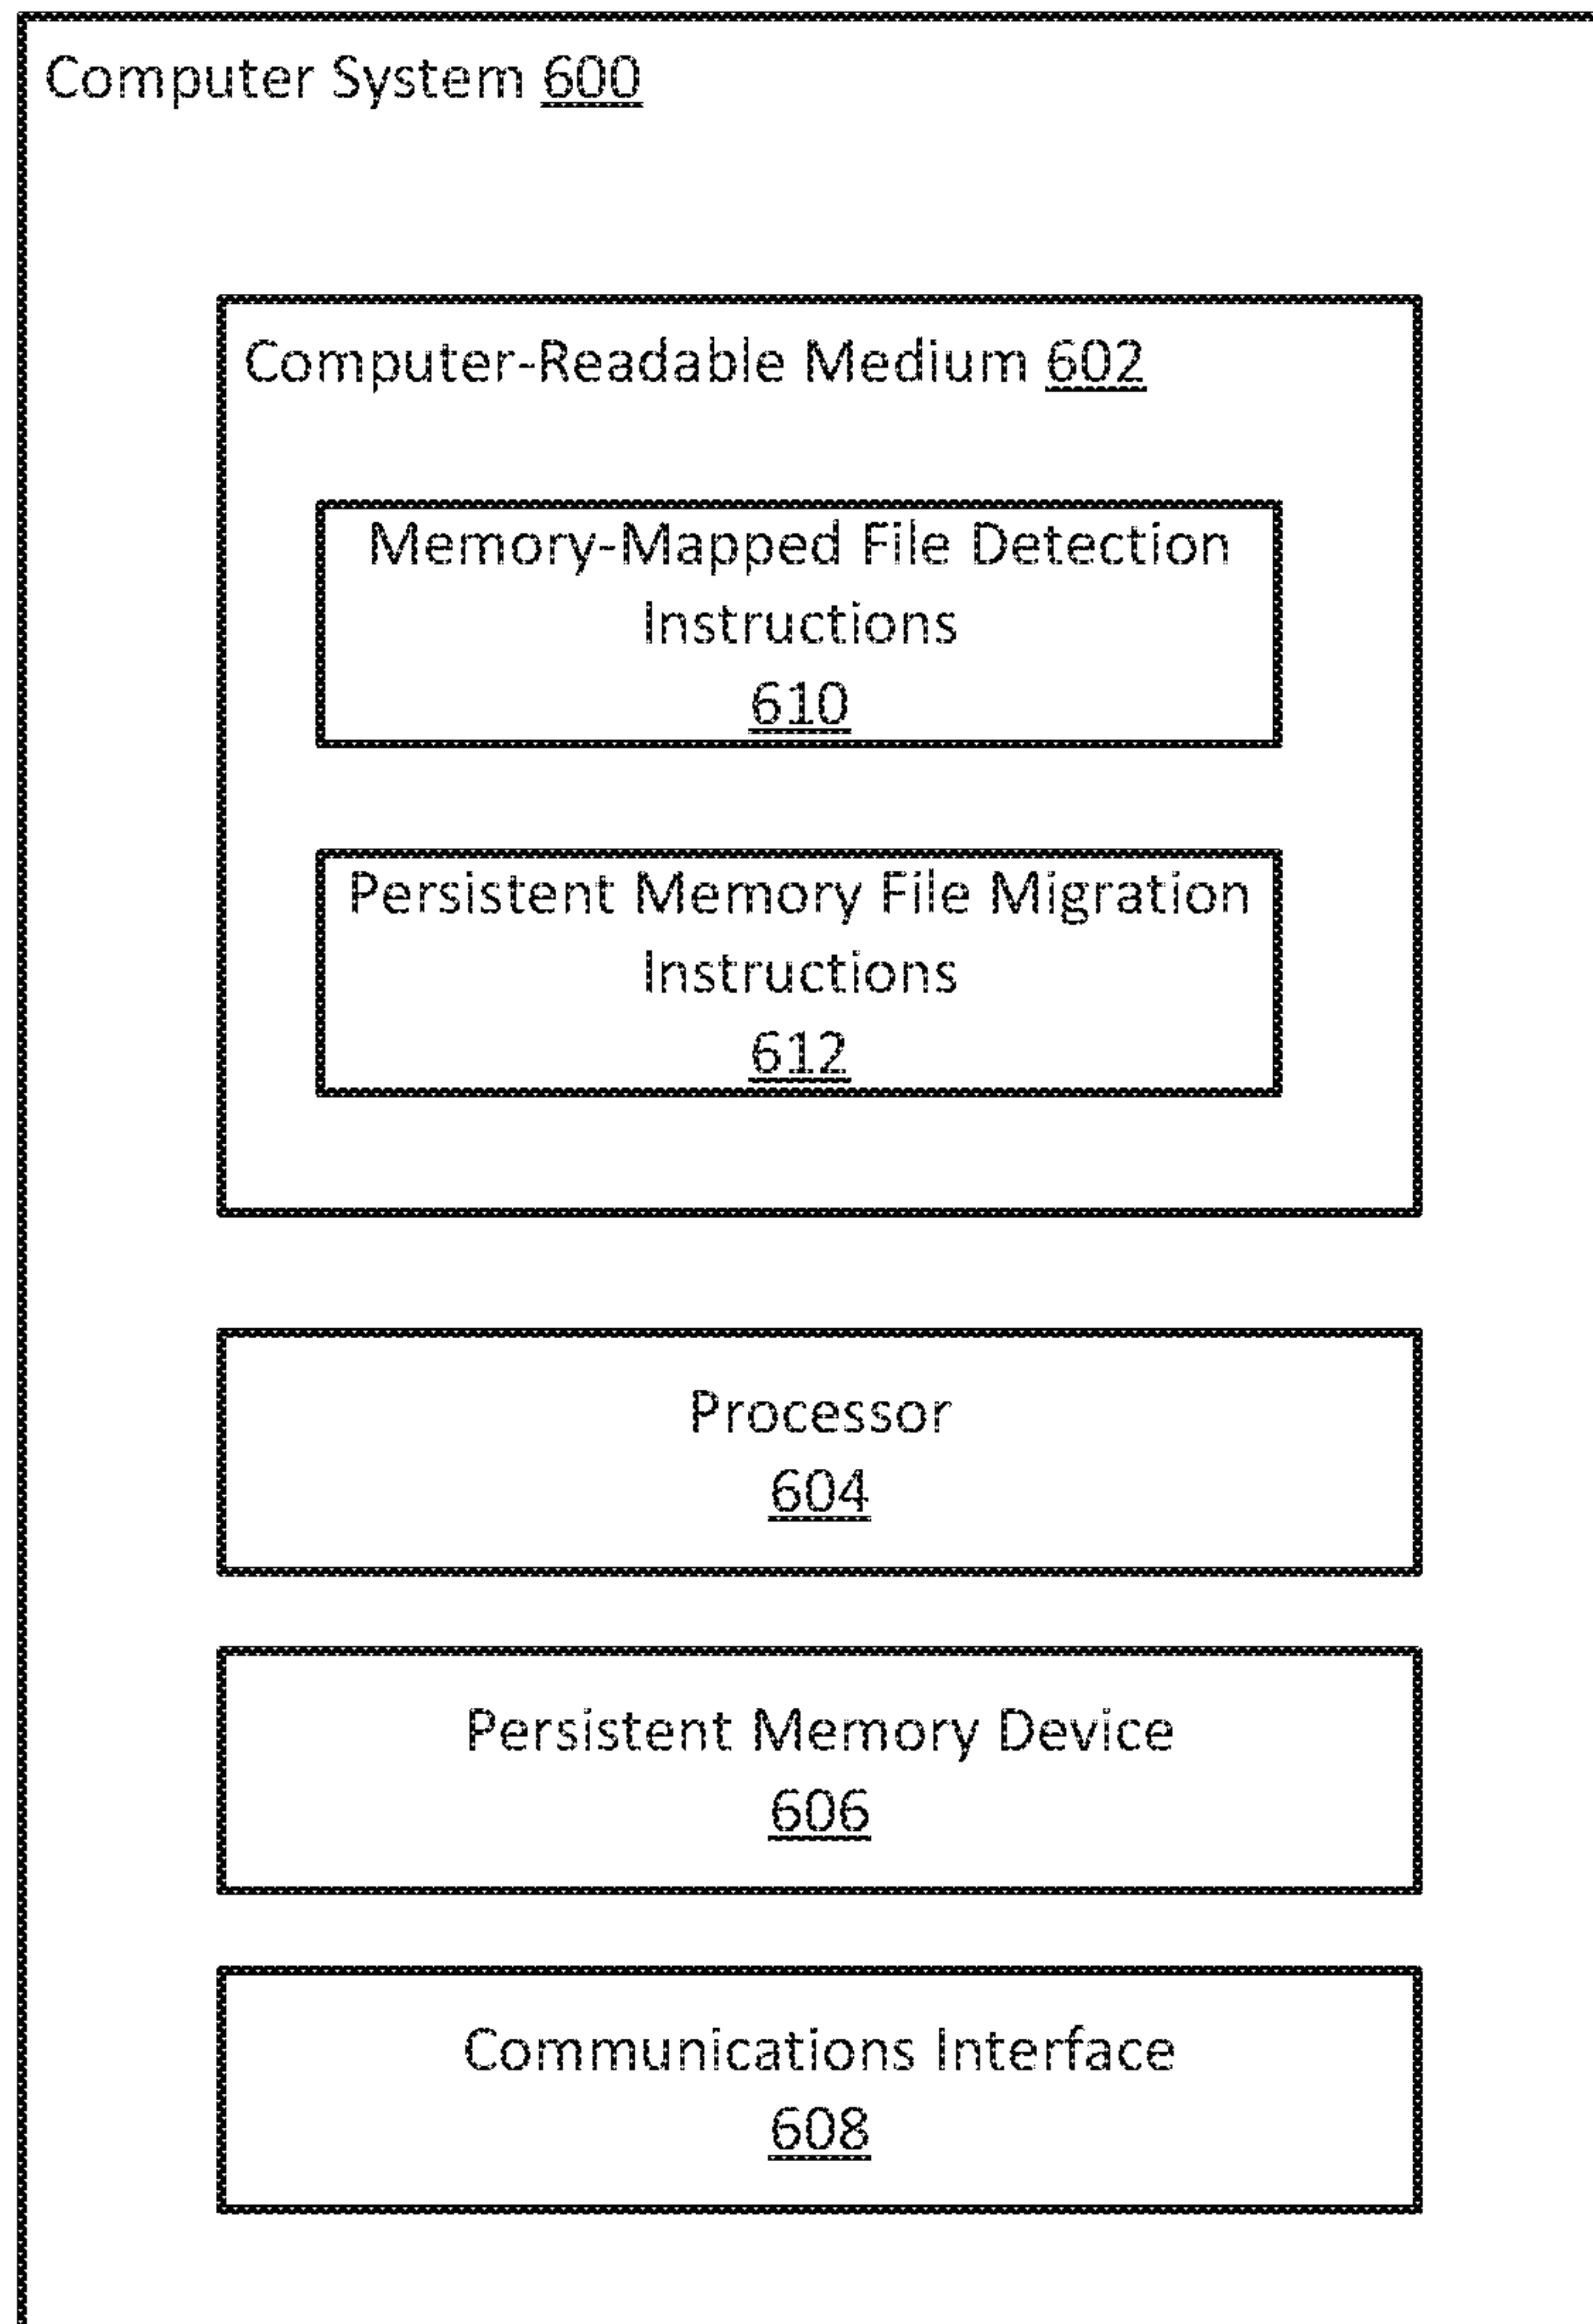 Computer System 600
Computer-Readable Medium 602
Memory-Mapped File Detection
Instructions
610
Persistent Memory File Migration
Instructions
612
Processor
604
Persistent Memory Device
606
Communications Interface
608